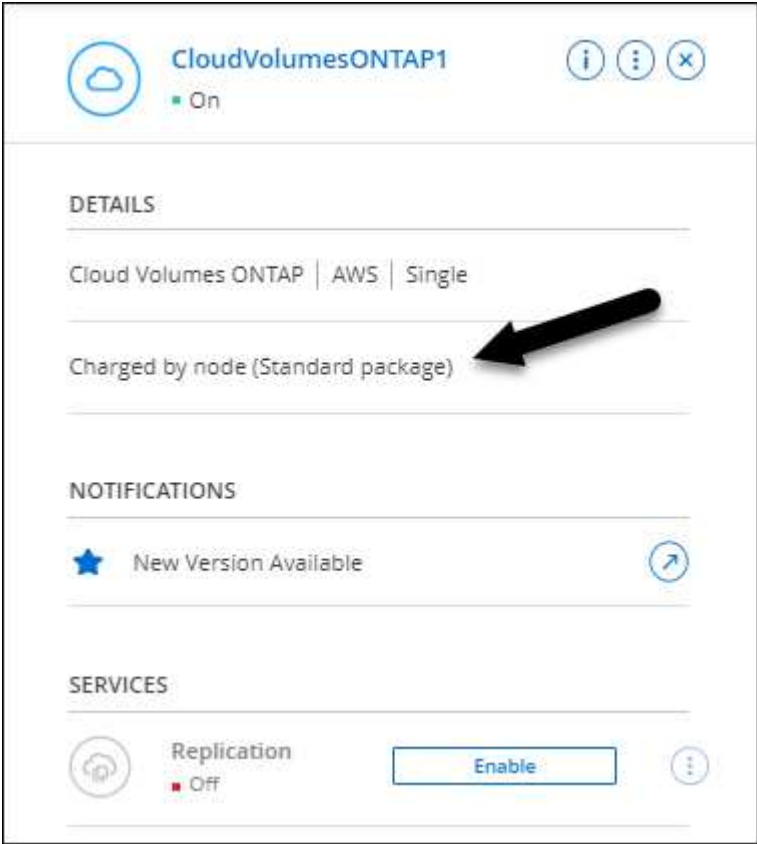 CloudVolumesONTAP1
On
DETAILS
Cloud Volumes ONTAP | AWS | Single
Charged by node (Standard package)
NOTIFICATIONS
New Version Available
SERVICES
Replication
Off
Enable